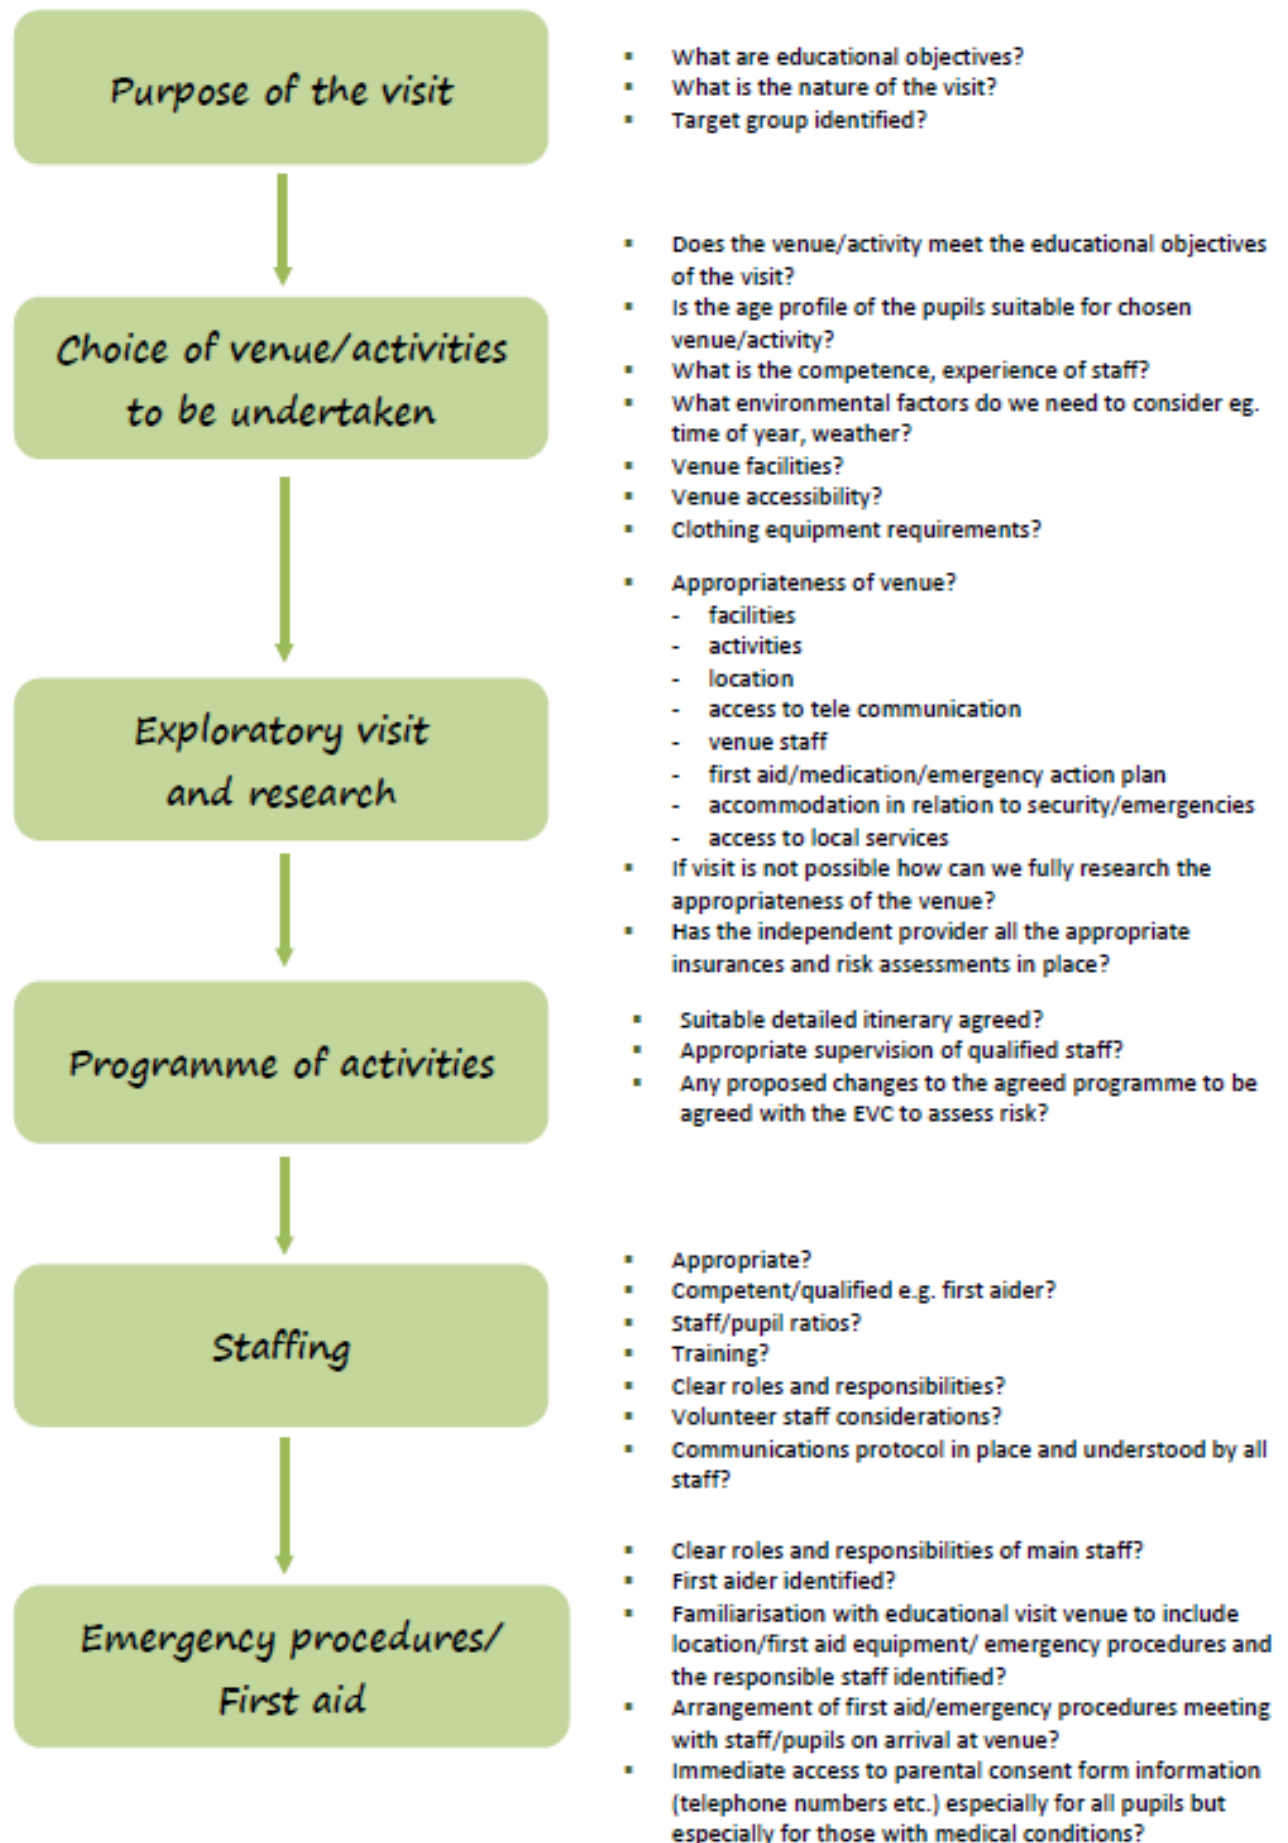 Purpose of the visit
▪ What are educational objectives?
▪ What is the nature of the visit?
▪ Target group identified?
Choice of venue/activities
to be undertaken
▪ Does the venue/activity meet the educational objectives
of the visit?
▪ Is the age profile of the pupils suitable for chosen
venue/activity?
▪ What is the competence, experience of staff?
▪ What environmental factors do we need to consider eg.
time of year, weather?
▪ Venue facilities?
▪ Venue accessibility?
▪ Clothing equipment requirements?
Exploratory visit
and research
▪ Appropriateness of venue?
- facilities
- activities
- location
- access to tele communication
- venue staff
- first aid/medication/emergency action plan
- accommodation in relation to security/emergencies
- access to local services
▪ If visit is not possible how can we fully research the
appropriateness of the venue?
▪ Has the independent provider all the appropriate
insurances and risk assessments in place?
Programme of activities
▪ Suitable detailed itinerary agreed?
▪ Appropriate supervision of qualified staff?
▪ Any proposed changes to the agreed programme to be
agreed with the EVC to assess risk?
Staffing
▪ Appropriate?
▪ Competent/qualified e.g. first aider?
▪ Staff/pupil ratios?
▪ Training?
▪ Clear roles and responsibilities?
▪ Volunteer staff considerations?
▪ Communications protocol in place and understood by all
staff?
Emergency procedures/
First aid
▪ Clear roles and responsibilities of main staff?
▪ First aider identified?
▪ Familiarisation with educational visit venue to include
location/first aid equipment/ emergency procedures and
the responsible staff identified?
▪ Arrangement of first aid/emergency procedures meeting
with staff/pupils on arrival at venue?
▪ Immediate access to parental consent form information
(telephone numbers etc.) especially for all pupils but
especially for those with medical conditions?